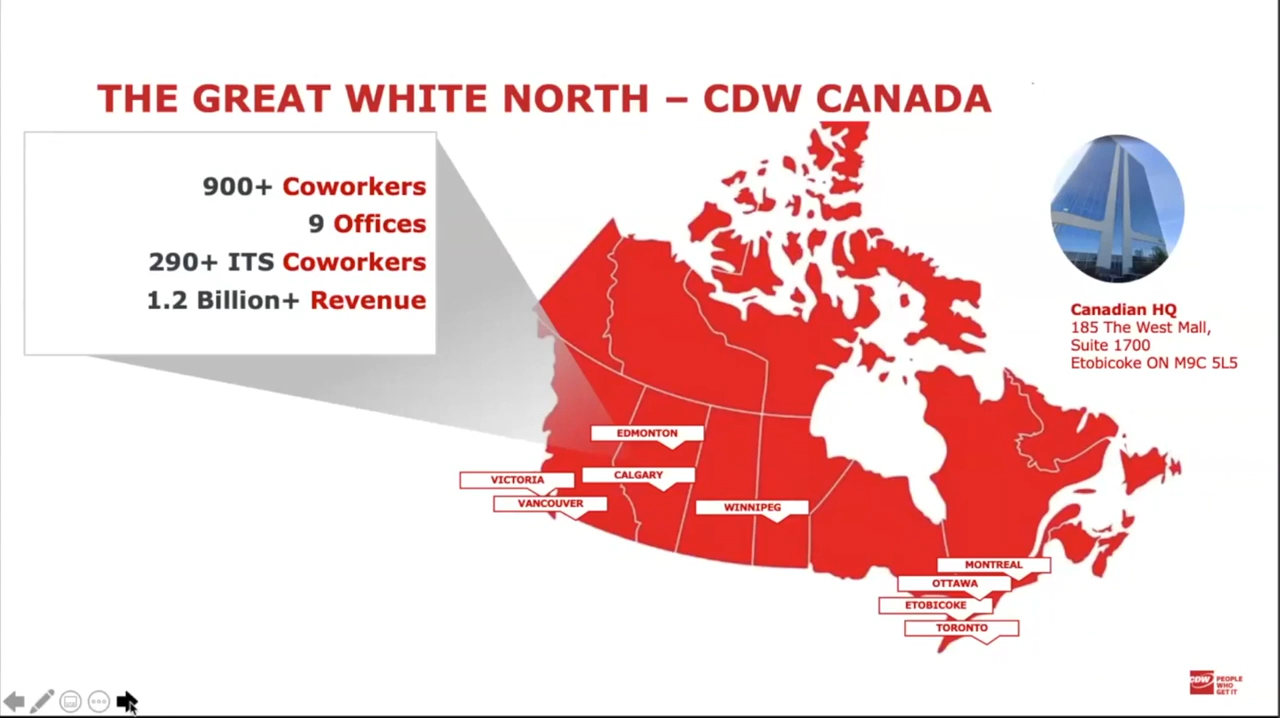 THE GREAT WHITE NORTH – CDW CANADA
900+ Coworkers
9 Offices
290+ ITS Coworkers
1.2 Billion+ Revenue
Canadian HQ
185 The West Mall,
Suite 1700
Etobicoke ON M9C 5L5
EDMONTON
CALGARY
VICTORIA
VANCOUVER
WINNIPEG
MONTREAL
OTTAWA
ETOBICOKE
TORONTO
CDW
PEOPLE
WHO
GET IT